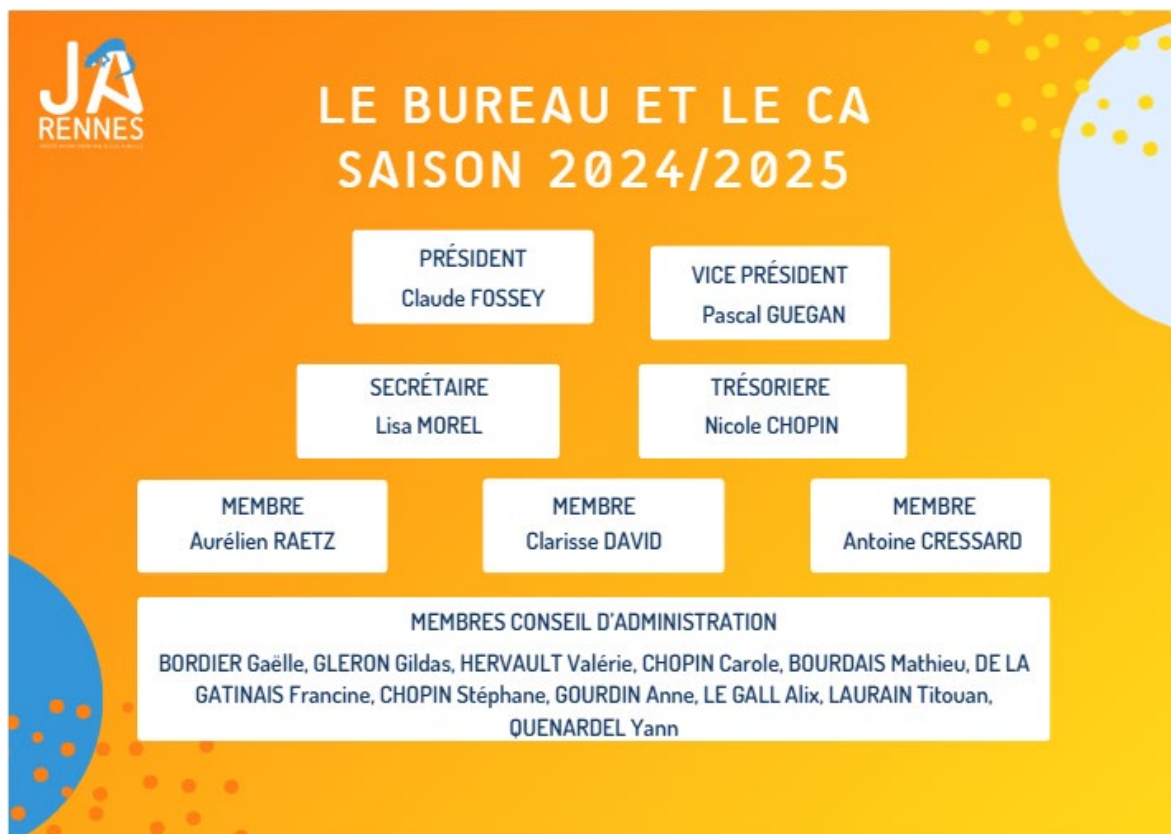 JA
RENNES
LE BUREAU ET LE CA
SAISON 2024/2025
PRÉSIDENT
Claude FOSSEY
VICE PRÉSIDENT
Pascal GUEGAN
SECRÉTAIRE
Lisa MOREL
TRÉSORIERE
Nicole CHOPIN
MEMBRE
Aurélien RAETZ
MEMBRE
Clarisse DAVID
MEMBRE
Antoine CRESSARD
MEMBRES CONSEIL D'ADMINISTRATION
BORDIER Gaëlle, GLERON Gildas, HERVAULT Valérie, CHOPIN Carole, BOURDAIS Mathieu, DE LA
GATINAIS Francine, CHOPIN Stéphane, GOURDIN Anne, LE GALL Alix, LAURAIN Titouan,
QUENARDEL Yann